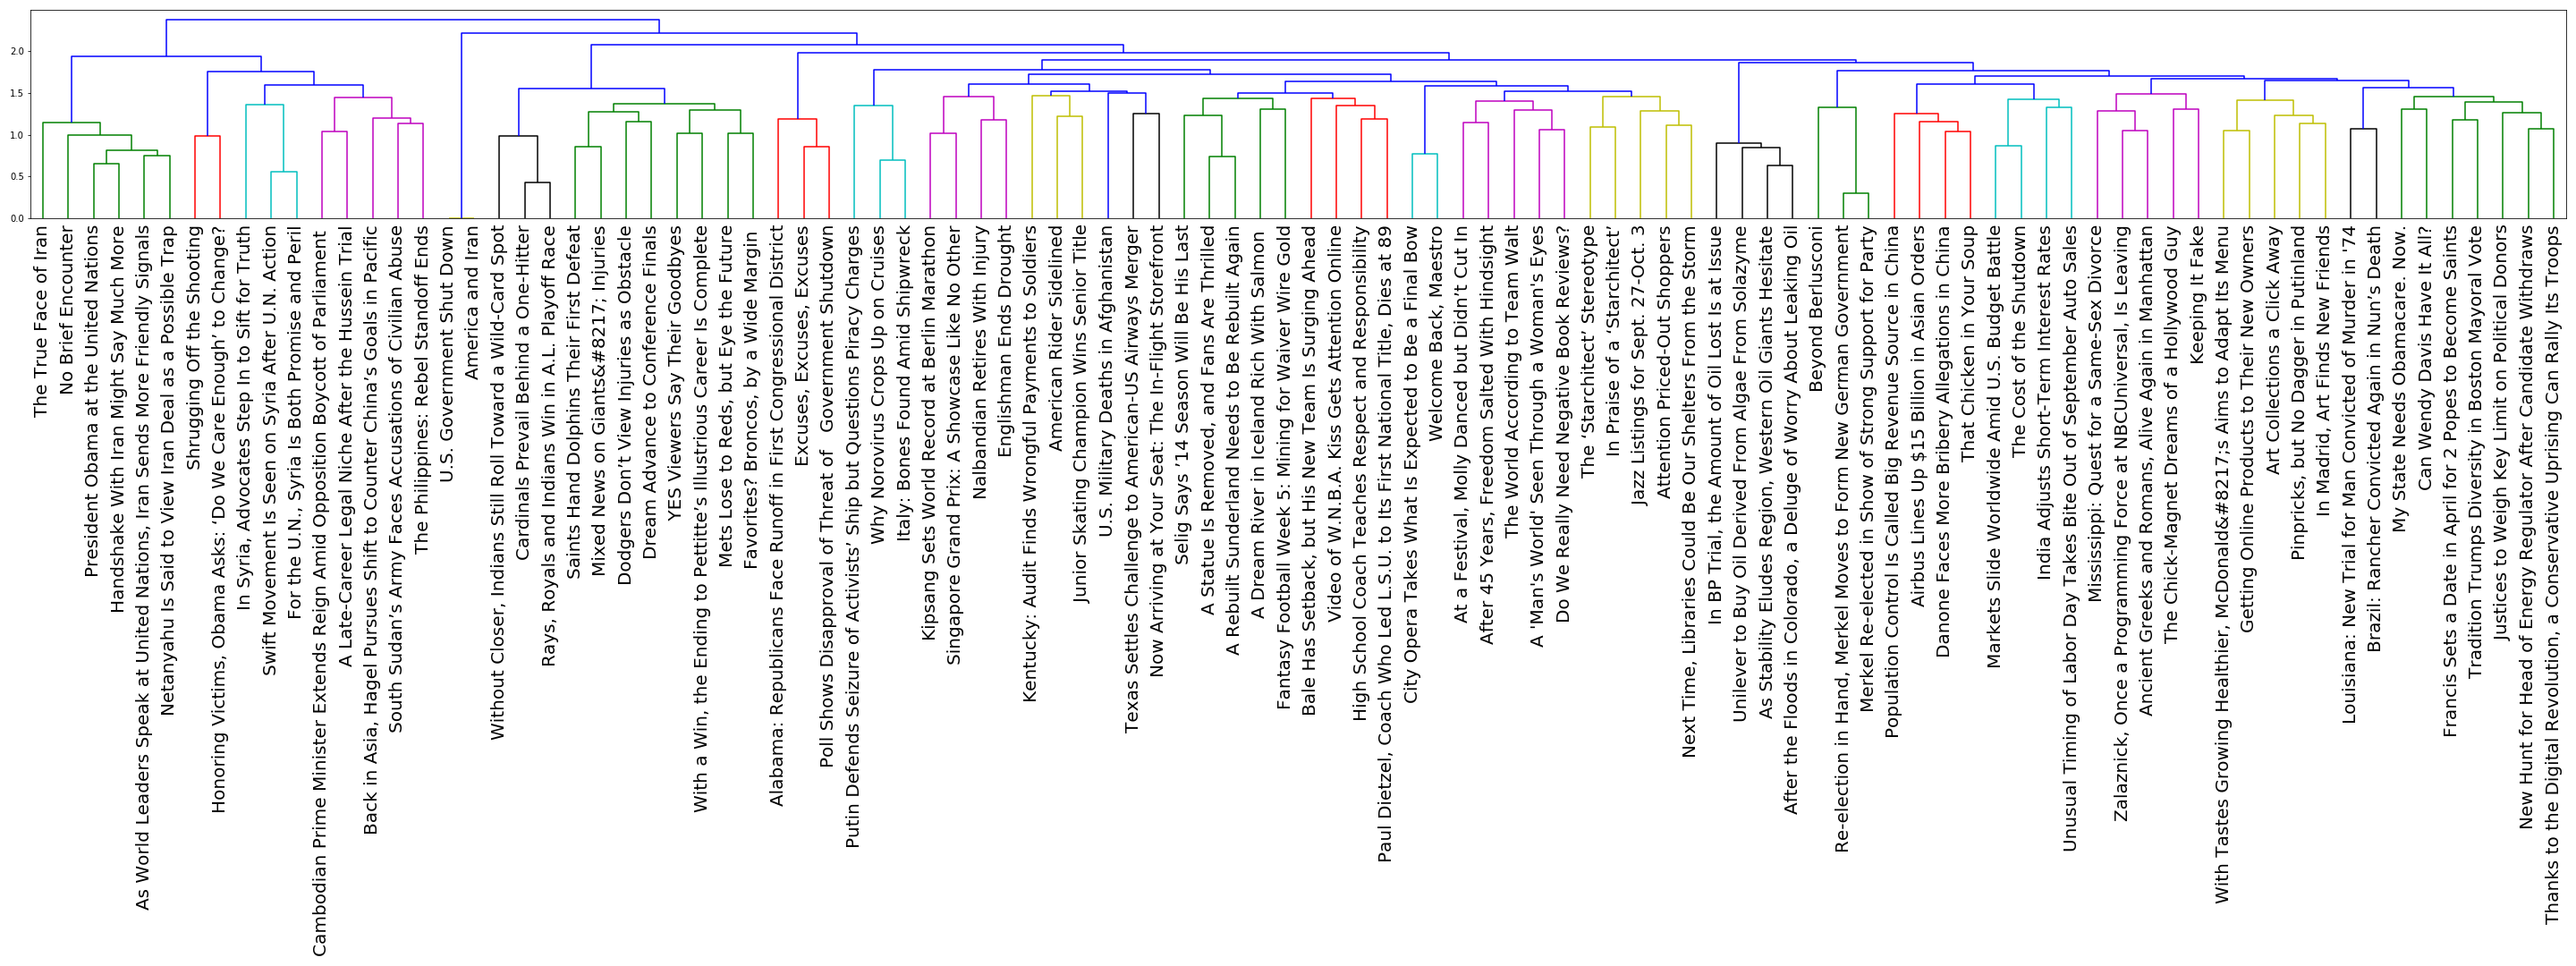 2.0
1.5
1.0
0.5
0.0
The True Face of Iran
No Brief Encounter
President Obama at the United Nations
Handshake With Iran Might Say Much More
As World Leaders Speak at United Nations, Iran Sends More Friendly Signals
Netanyahu Is Said to View Iran Deal as a Possible Trap
Shrugging Off the Shooting
Honoring Victims, Obama Asks: ‘Do We Care Enough’ to Change?
In Syria, Advocates Step In to Sift for Truth
Swift Movement Is Seen on Syria After U.N. Action
For the U.N., Syria Is Both Promise and Peril
Cambodian Prime Minister Extends Reign Amid Opposition Boycott of Parliament
A Late-Career Legal Niche After the Hussein Trial
Back in Asia, Hagel Pursues Shift to Counter China’s Goals in Pacific
South Sudan’s Army Faces Accusations of Civilian Abuse
The Philippines: Rebel Standoff Ends
U.S. Government Shut Down
America and Iran
Without Closer, Indians Still Roll Toward a Wild-Card Spot
Cardinals Prevail Behind a One-Hitter
Rays, Royals and Indians Win in A.L. Playoff Race
Saints Hand Dolphins Their First Defeat
Mixed News on Giants&#8217; Injuries
Dodgers Don’t View Injuries as Obstacle
Dream Advance to Conference Finals
YES Viewers Say Their Goodbyes
With a Win, the Ending to Pettitte’s Illustrious Career Is Complete
Mets Lose to Reds, but Eye the Future
Favorites? Broncos, by a Wide Margin
Alabama: Republicans Face Runoff in First Congressional District
Excuses, Excuses
Poll Shows Disapproval of Threat of   Government Shutdown
Putin Defends Seizure of Activists’ Ship but Questions Piracy Charges
Why Norovirus Crops Up on Cruises
Italy: Bones Found Amid Shipwreck
Kipsang Sets World Record at Berlin Marathon
Singapore Grand Prix: A Showcase Like No Other
Nalbandian Retires With Injury
Englishman Ends Drought
Kentucky: Audit Finds Wrongful Payments to Soldiers
American Rider Sidelined
Junior Skating Champion Wins Senior Title
U.S. Military Deaths in Afghanistan
Texas Settles Challenge to American-US Airways Merger
Now Arriving at Your Seat: The In-Flight Storefront
Selig Says ’14 Season Will Be His Last
A Statue Is Removed, and Fans Are Thrilled
A Rebuilt Sunderland Needs to Be Rebuilt Again
A Dream River in Iceland Rich With Salmon
Fantasy Football Week 5: Mining for Waiver Wire Gold
Bale Has Setback, but His New Team Is Surging Ahead
Video of W.N.B.A. Kiss Gets Attention Online
High School Coach Teaches Respect and Responsibility
Paul Dietzel, Coach Who Led L.S.U. to Its First National Title, Dies at 89
City Opera Takes What Is Expected to Be a Final Bow
Welcome Back, Maestro
At a Festival, Molly Danced but Didn’t Cut In
After 45 Years, Freedom Salted With Hindsight
The World According to Team Walt
A 'Man's World' Seen Through a Woman's Eyes
Do We Really Need Negative Book Reviews?
The ‘Starchitect’ Stereotype
In Praise of a ‘Starchitect’
Jazz Listings for Sept. 27-Oct. 3
Attention Priced-Out Shoppers
Next Time, Libraries Could Be Our Shelters From the Storm
In BP Trial, the Amount of Oil Lost Is at Issue
Unilever to Buy Oil Derived From Algae From Solazyme
As Stability Eludes Region, Western Oil Giants Hesitate
After the Floods in Colorado, a Deluge of Worry About Leaking Oil
Beyond Berlusconi
Re-election in Hand, Merkel Moves to Form New German Government
Merkel Re-elected in Show of Strong Support for Party
Population Control Is Called Big Revenue Source in China
Airbus Lines Up $15 Billion in Asian Orders
Danone Faces More Bribery Allegations in China
That Chicken in Your Soup
Markets Slide Worldwide Amid U.S. Budget Battle
The Cost of the Shutdown
India Adjusts Short-Term Interest Rates
Unusual Timing of Labor Day Takes Bite Out of September Auto Sales
Mississippi: Quest for a Same-Sex Divorce
Zalaznick, Once a Programming Force at NBCUniversal, Is Leaving
Ancient Greeks and Romans, Alive Again in Manhattan
The Chick-Magnet Dreams of a Hollywood Guy
Keeping It Fake
With Tastes Growing Healthier, McDonald&#8217;s Aims to Adapt Its Menu
Getting Online Products to Their New Owners
Art Collections a Click Away
Pinpricks, but No Dagger in Putinland
In Madrid, Art Finds New Friends
Louisiana: New Trial for Man Convicted of Murder in '74
Brazil: Rancher Convicted Again in Nun’s Death
My State Needs Obamacare. Now.
Can Wendy Davis Have It All?
Francis Sets a Date in April for 2 Popes to Become Saints
Tradition Trumps Diversity in Boston Mayoral Vote
Justices to Weigh Key Limit on Political Donors
New Hunt for Head of Energy Regulator After Candidate Withdraws
Thanks to the Digital Revolution, a Conservative Uprising Can Rally Its Troops